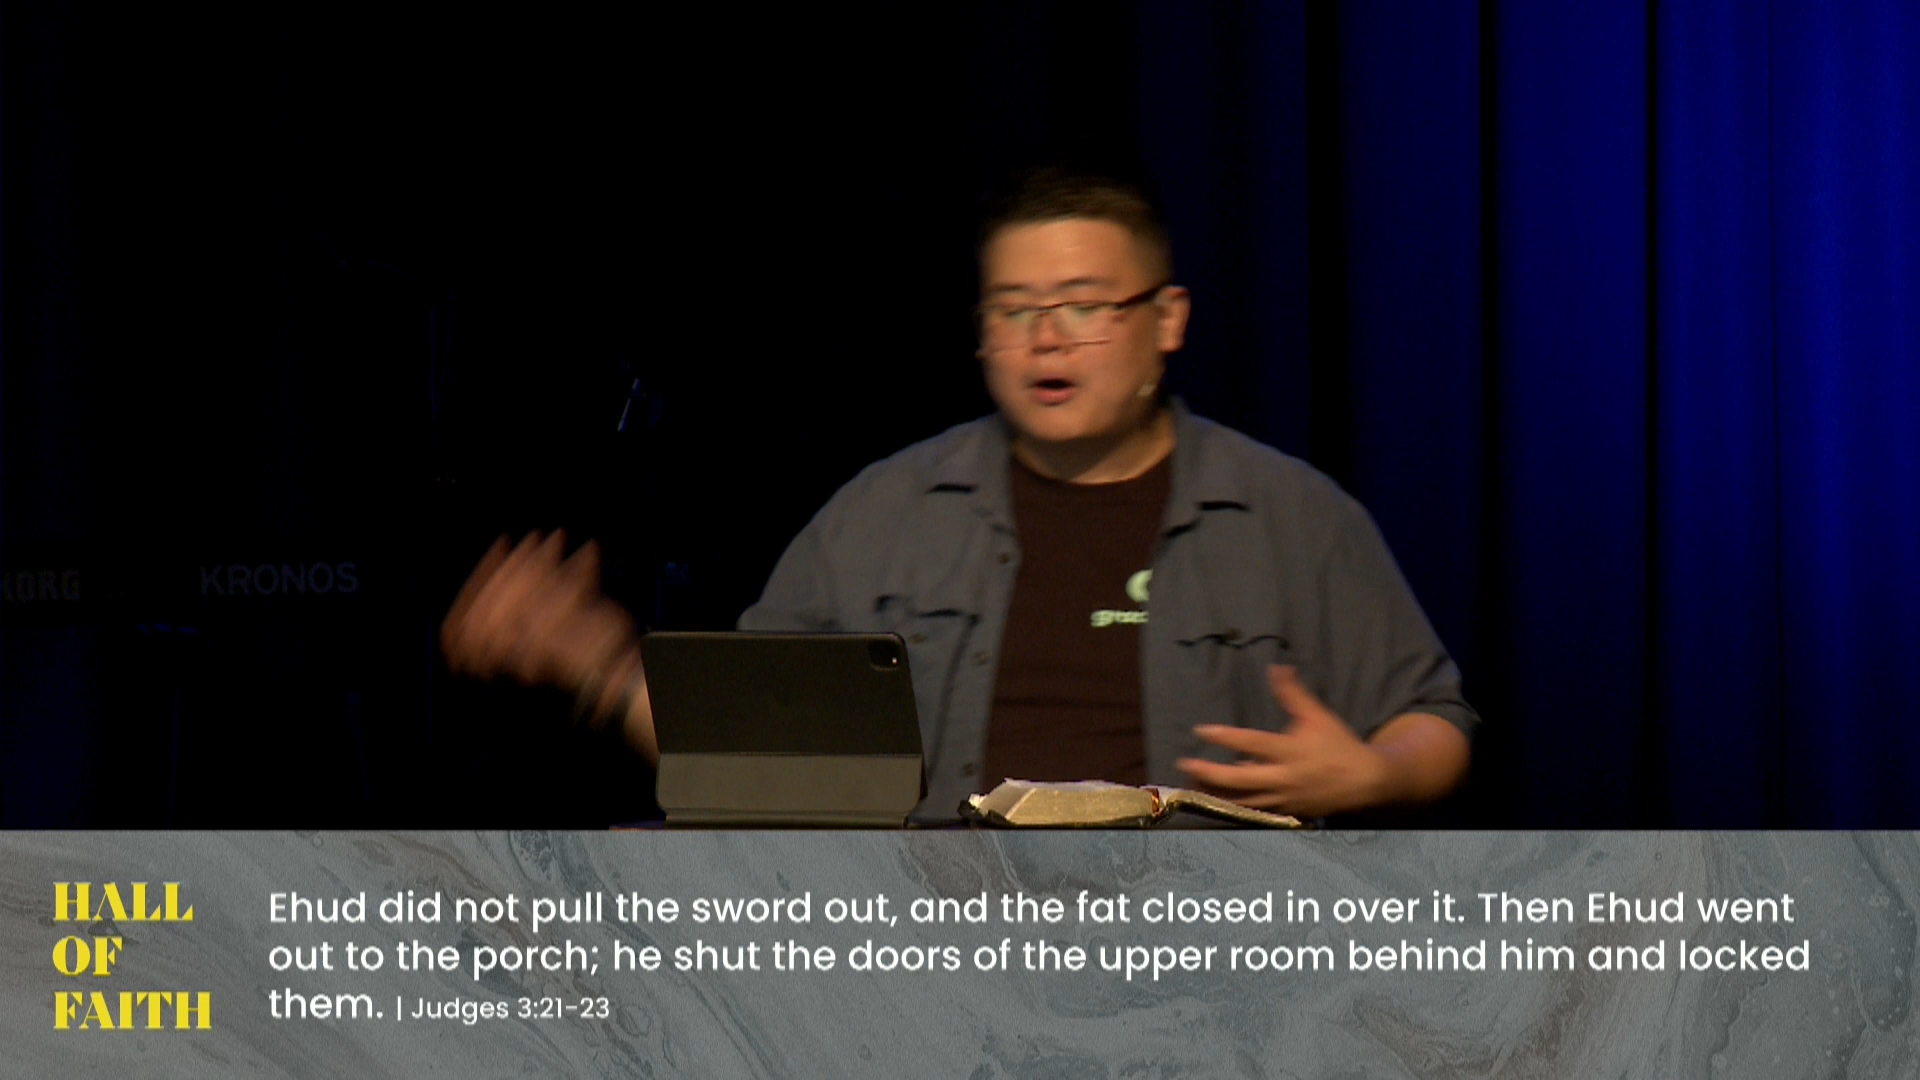 KORG
KRONOS
HALL
OF
FAITH
Ehud did not pull the sword out, and the fat closed in over it. Then Ehud went
out to the porch; he shut the doors of the upper room behind him and locked
them. | Judges 3:21-23